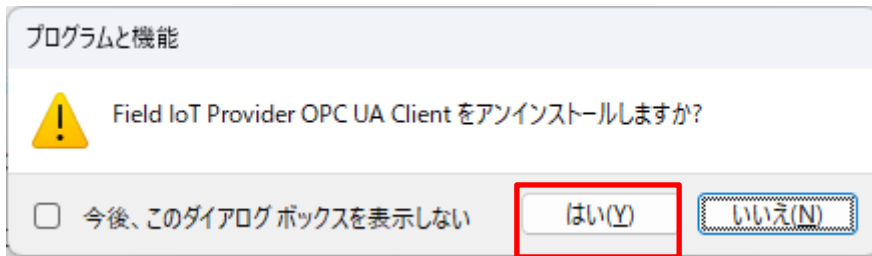 プログラムと機能
Field IoT Provider OPC UA Client をアンインストールしますか?
今後、このダイアログ ボックスを表示しない はい(Y) いいえ(N)